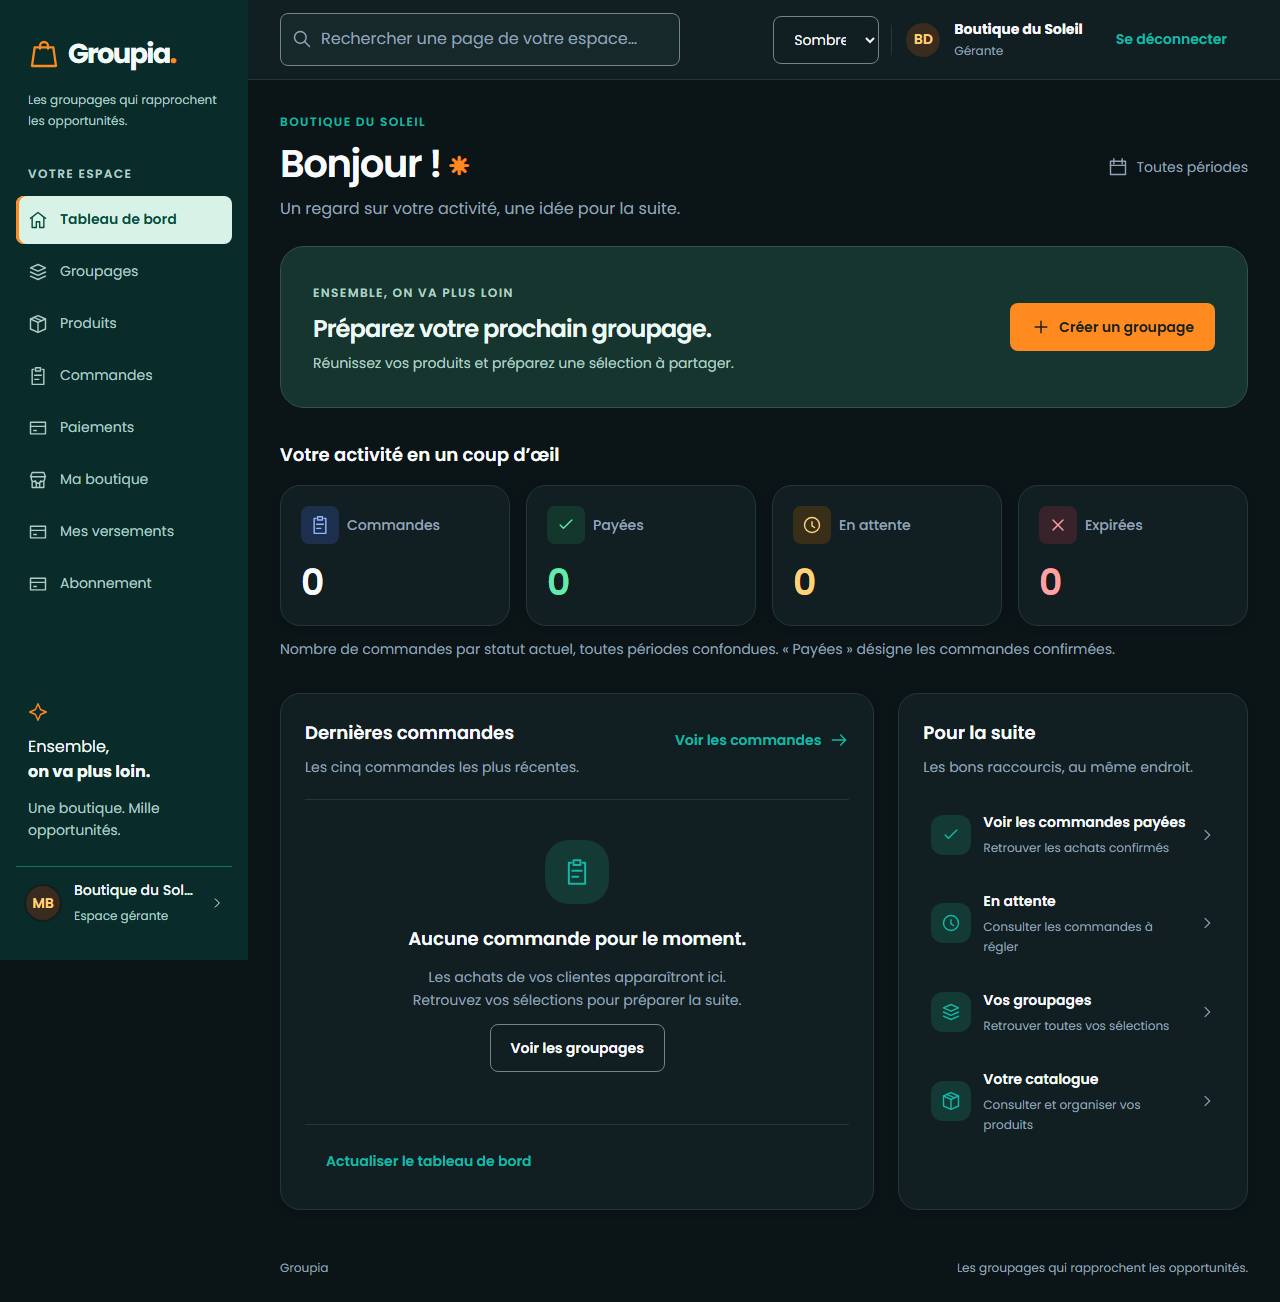 Groupia.
Les groupages qui rapprochent
les opportunités.
VOTRE ESPACE
Tableau de bord
Groupages
Produits
Commandes
Paiements
Ma boutique
Mes versements
Abonnement
Ensemble,
on va plus loin.
Une boutique. Mille
opportunités.
MB
Boutique du Sol...
Espace gérante
Rechercher une page de votre espace...
Sombre
BD
Boutique du Soleil
Gérante
Se déconnecter
BOUTIQUE DU SOLEIL
Bonjour !
Toutes périodes
Un regard sur votre activité, une idée pour la suite.
ENSEMBLE, ON VA PLUS LOIN
Préparez votre prochain groupage.
Réunissez vos produits et préparez une sélection à partager.
Créer un groupage
Votre activité en un coup d’œil
Commandes
0
Payées
0
En attente
0
Expirées
0
Nombre de commandes par statut actuel, toutes périodes confondues. « Payées » désigne les commandes confirmées.
Dernières commandes
Les cinq commandes les plus récentes.
Voir les commandes
Aucune commande pour le moment.
Les achats de vos clientes apparaîtront ici.
Retrouvez vos sélections pour préparer la suite.
Voir les groupages
Actualiser le tableau de bord
Pour la suite
Les bons raccourcis, au même endroit.
Voir les commandes payées
Retrouver les achats confirmés
En attente
Consulter les commandes à
régler
Vos groupages
Retrouver toutes vos sélections
Votre catalogue
Consulter et organiser vos
produits
Groupia
Les groupages qui rapprochent les opportunités.